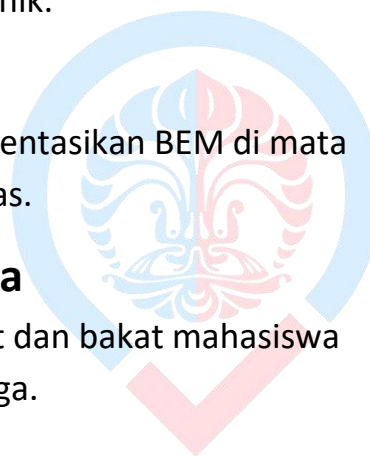 nik.
entasikan BEM di mata
as.
a
t dan bakat mahasiswa
ga.